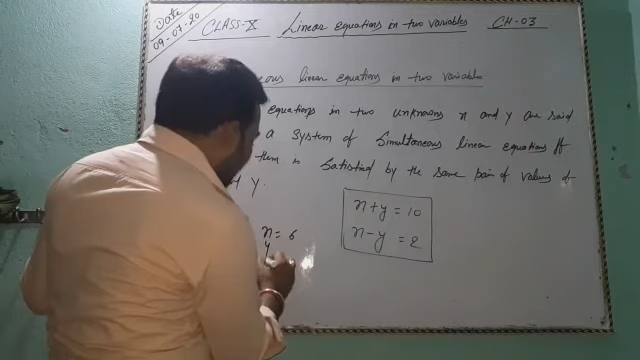 Date
09-07-20
CLASS-X Linear equations in two variables CH-03
eous linear equations in two variable
equations in two unknowns x and y are said
a System of Simultaneous linear equations If
them is Satisfied by the same pair of values of
Y.
x+y = 10
x-y = 2
x = 6
y